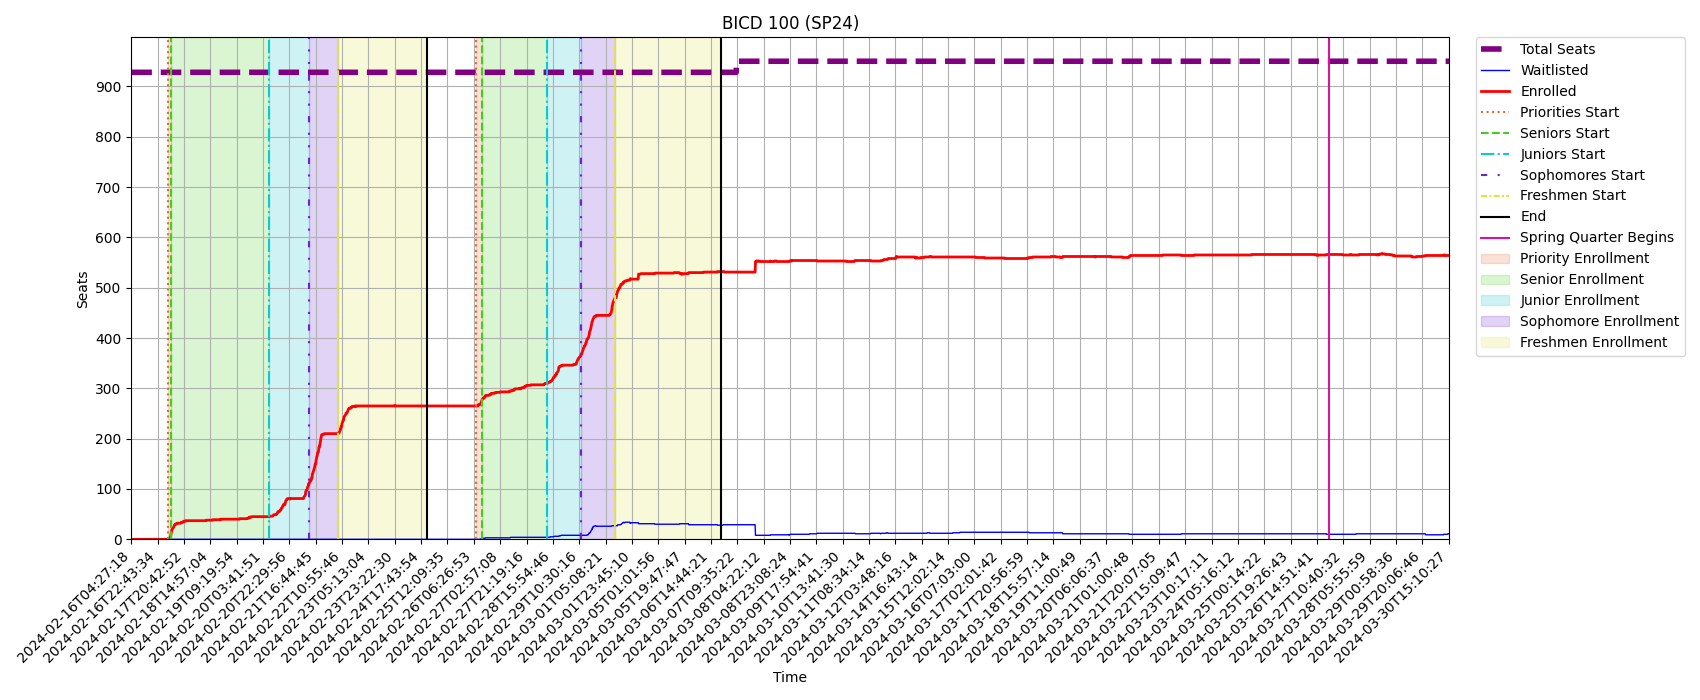 BICD 100 (SP24)
Seats
900
800
700
600
500
400
300
200
100
0
2024-02-16T04:27:18
2024-02-16T22:43:34
2024-02-17T20:42:52
2024-02-18T14:57:04
2024-02-19T09:19:54
2024-02-20T03:41:51
2024-02-20T22:29:56
2024-02-21T16:44:45
2024-02-22T10:55:46
2024-02-23T05:13:04
2024-02-23T23:22:30
2024-02-24T17:43:54
2024-02-25T12:09:35
2024-02-26T06:26:53
2024-02-27T02:57:08
2024-02-27T21:19:16
2024-02-28T15:54:46
2024-02-29T10:30:16
2024-03-01T05:08:21
2024-03-01T23:45:10
2024-03-05T01:01:56
2024-03-05T19:47:47
2024-03-06T14:44:21
2024-03-07T09:35:22
2024-03-08T04:22:12
2024-03-08T23:08:24
2024-03-09T17:54:41
2024-03-10T13:41:30
2024-03-11T08:34:14
2024-03-12T03:48:16
2024-03-14T16:43:14
2024-03-15T12:02:14
2024-03-16T07:03:00
2024-03-17T02:01:42
2024-03-17T20:56:59
2024-03-18T15:57:14
2024-03-19T11:00:49
2024-03-20T06:06:37
2024-03-21T01:00:48
2024-03-21T20:07:05
2024-03-22T15:09:47
2024-03-23T10:17:11
2024-03-24T05:16:12
2024-03-25T00:14:22
2024-03-25T19:26:43
2024-03-26T14:51:41
2024-03-27T10:40:32
2024-03-28T05:55:59
2024-03-29T00:58:36
2024-03-29T20:06:46
2024-03-30T15:10:27
Time
Total Seats
Waitlisted
Enrolled
Priorities Start
Seniors Start
Juniors Start
Sophomores Start
Freshmen Start
End
Spring Quarter Begins
Priority Enrollment
Senior Enrollment
Junior Enrollment
Sophomore Enrollment
Freshmen Enrollment